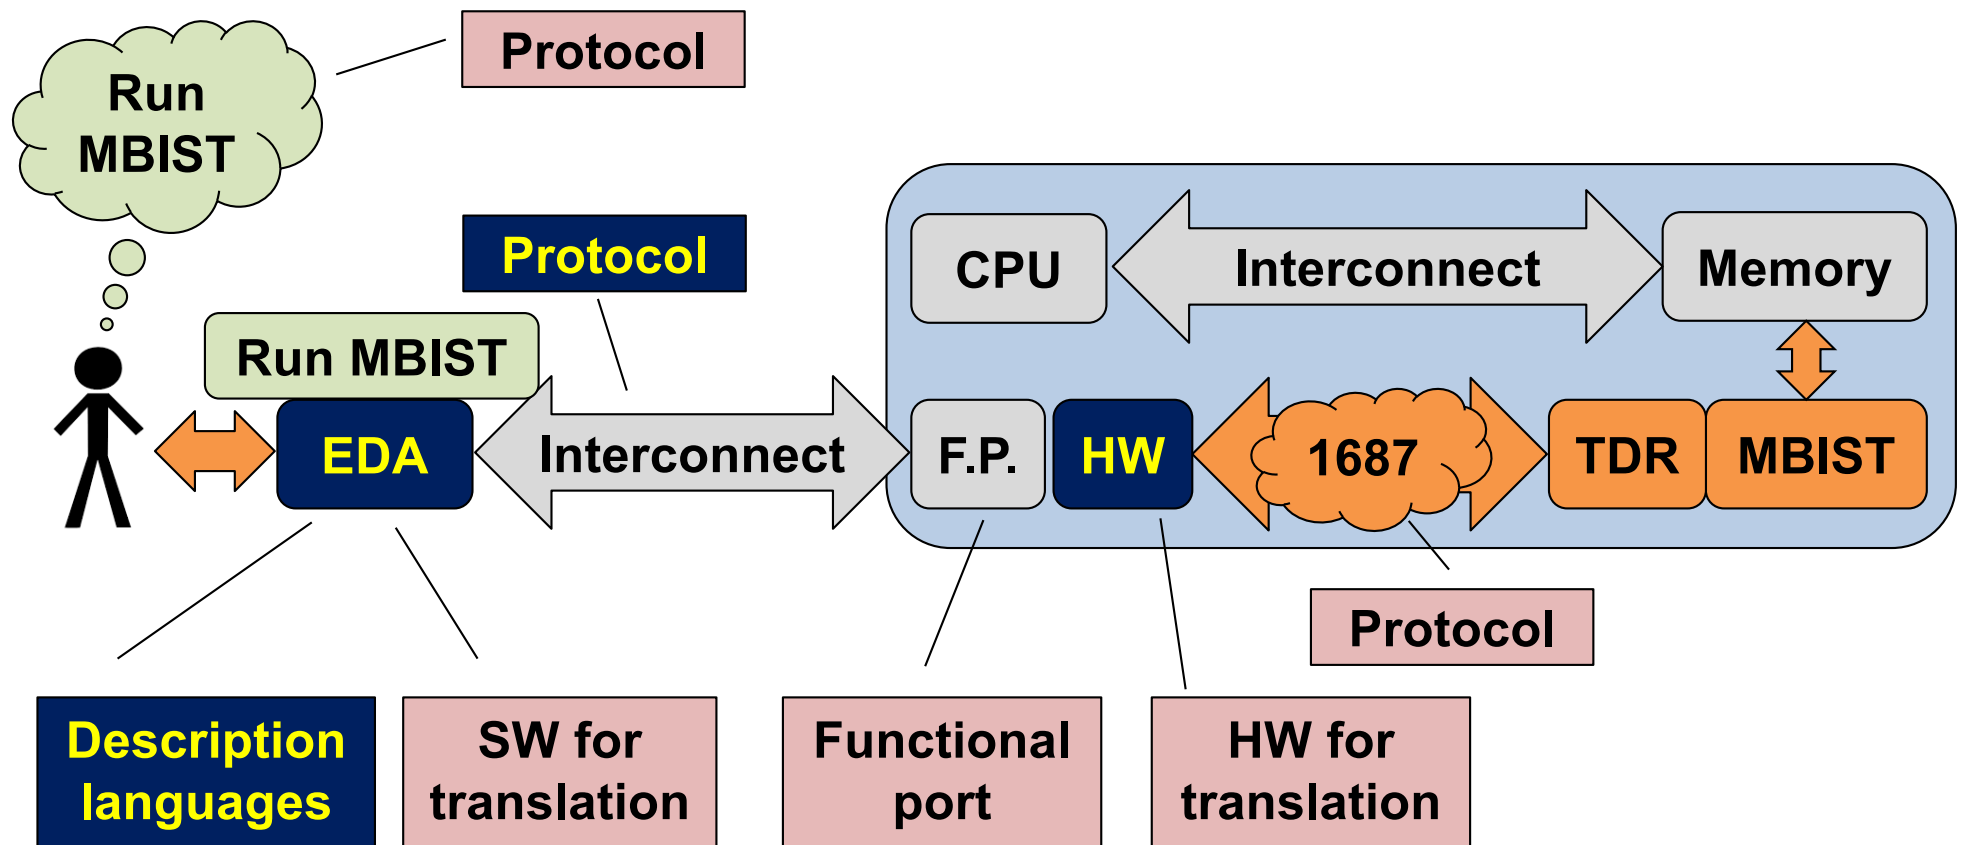 Protocol
Run
MBIST
Protocol
CPU
Interconnect
Memory
Run MBIST
EDA
Interconnect
F.P.
HW
1687
TDR
MBIST
Protocol
Description
languages
SW for
translation
Functional
port
HW for
translation